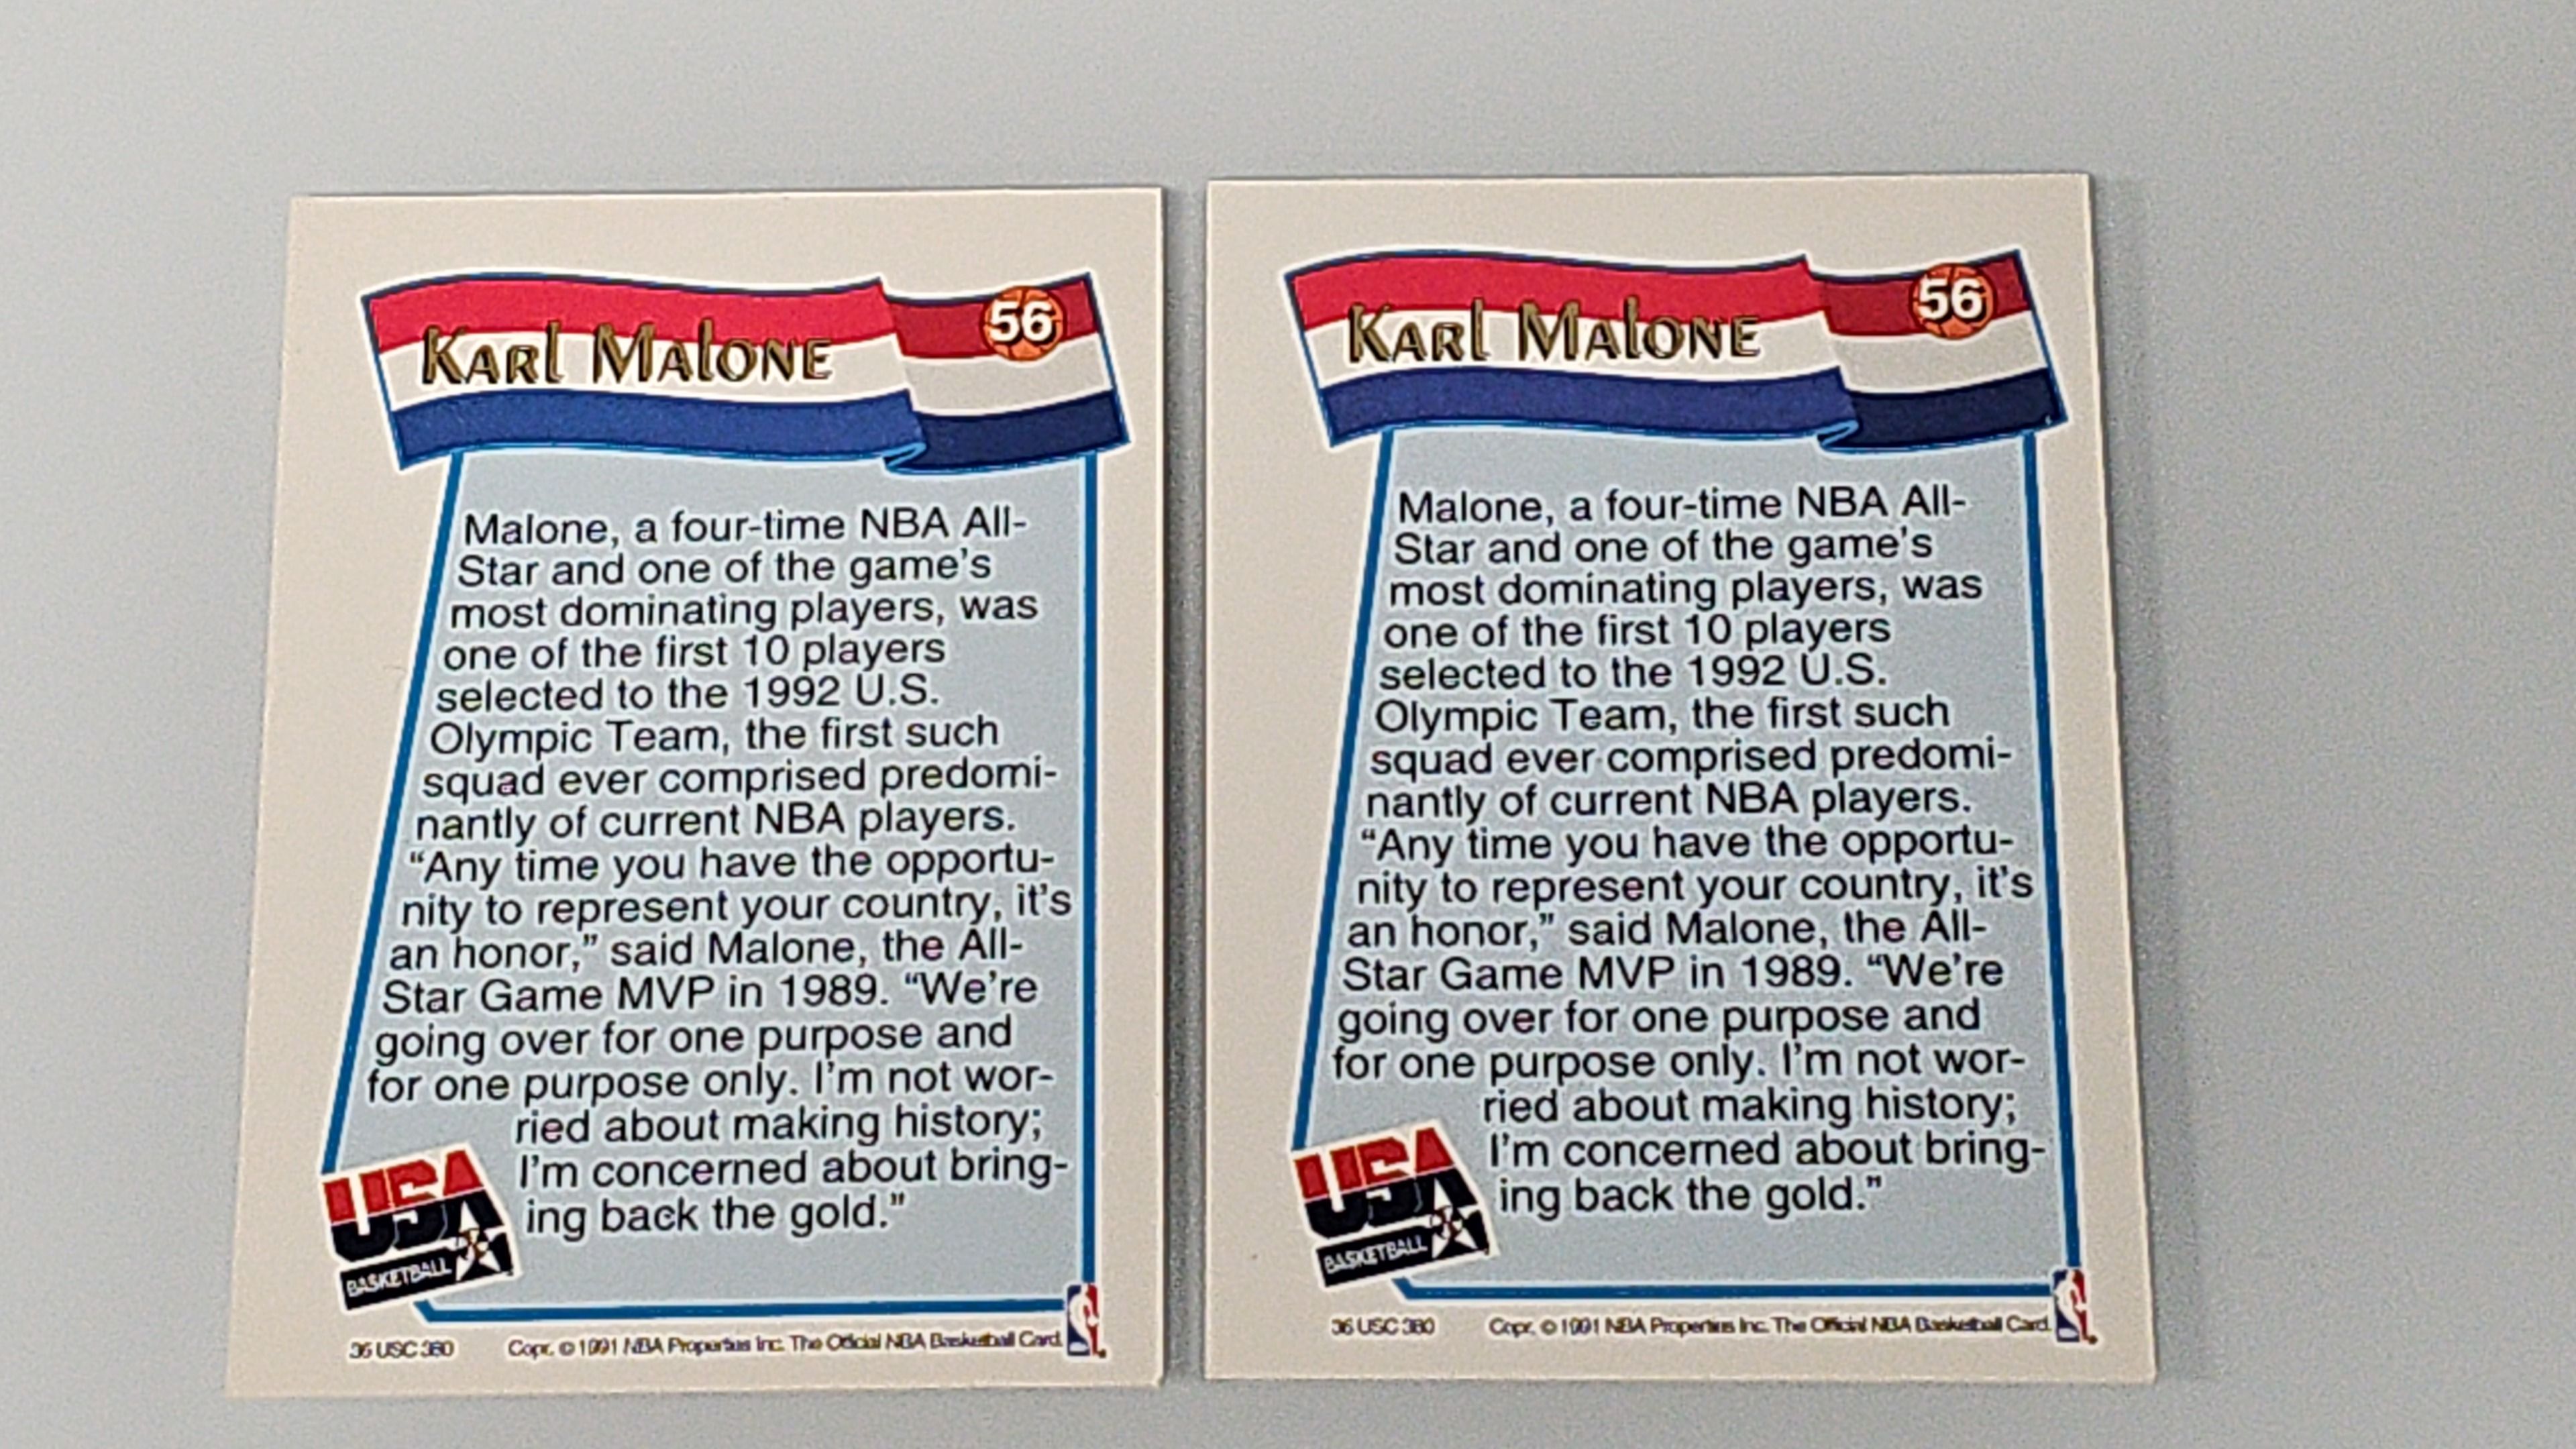 Karl Malone
56
Malone, a four-time NBA All-
Star and one of the game's
most dominating players, was
one of the first 10 players
selected to the 1992 U.S.
Olympic Team, the first such
squad ever comprised predomi-
nantly of current NBA players.
“Any time you have the opportu-
nity to represent your country, it's
an honor,” said Malone, the All-
Star Game MVP in 1989. “We're
going over for one purpose and
for one purpose only. I'm not wor-
ried about making history;
I'm concerned about bring-
ing back the gold.”
USA
BASKETBALL
36 USC 380
Copr. © 1991 NBA Properties Inc. The Official NBA Basketball Card.
Karl Malone
56
Malone, a four-time NBA All-
Star and one of the game's
most dominating players, was
one of the first 10 players
selected to the 1992 U.S.
Olympic Team, the first such
squad ever comprised predomi-
nantly of current NBA players.
“Any time you have the opportu-
nity to represent your country, it's
an honor,” said Malone, the All-
Star Game MVP in 1989. “We're
going over for one purpose and
for one purpose only. I'm not wor-
ried about making history;
I'm concerned about bring-
ing back the gold.”
USA
BASKETBALL
36 USC 380
Copr. © 1991 NBA Properties Inc. The Official NBA Basketball Card.